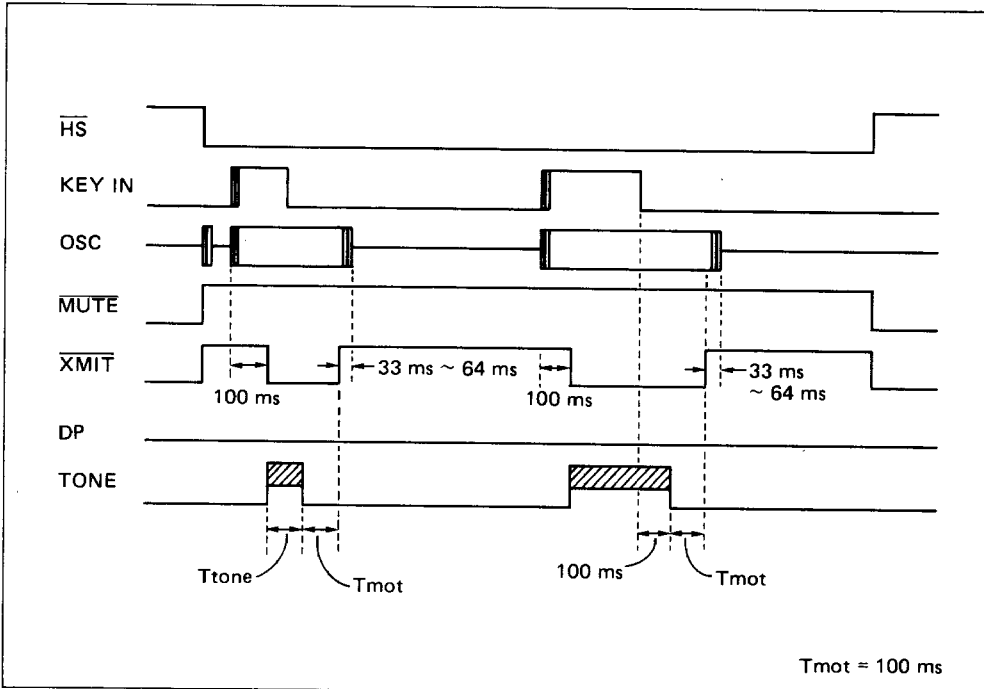 HS
KEY IN
OSC
MUTE
XMIT
33 ms ~ 64 ms
33 ms
~ 64 ms
100 ms
100 ms
DP
TONE
Ttone
Tmot
100 ms
Tmot
Tmot = 100 ms